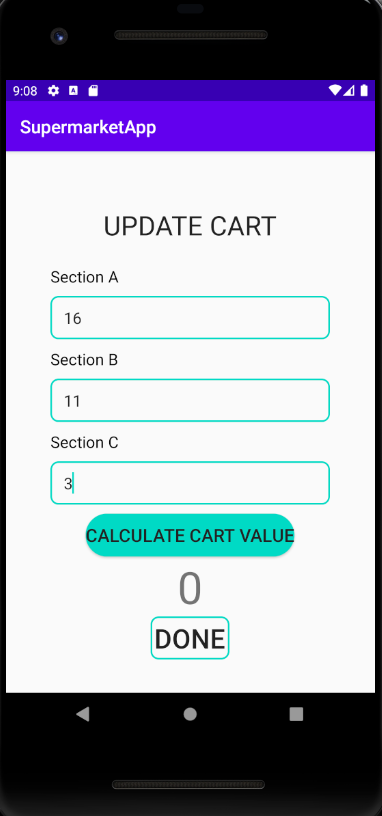 9:08
SupermarketApp
UPDATE CART
Section A
16
Section B
11
Section C
3
CALCULATE CART VALUE
0
DONE